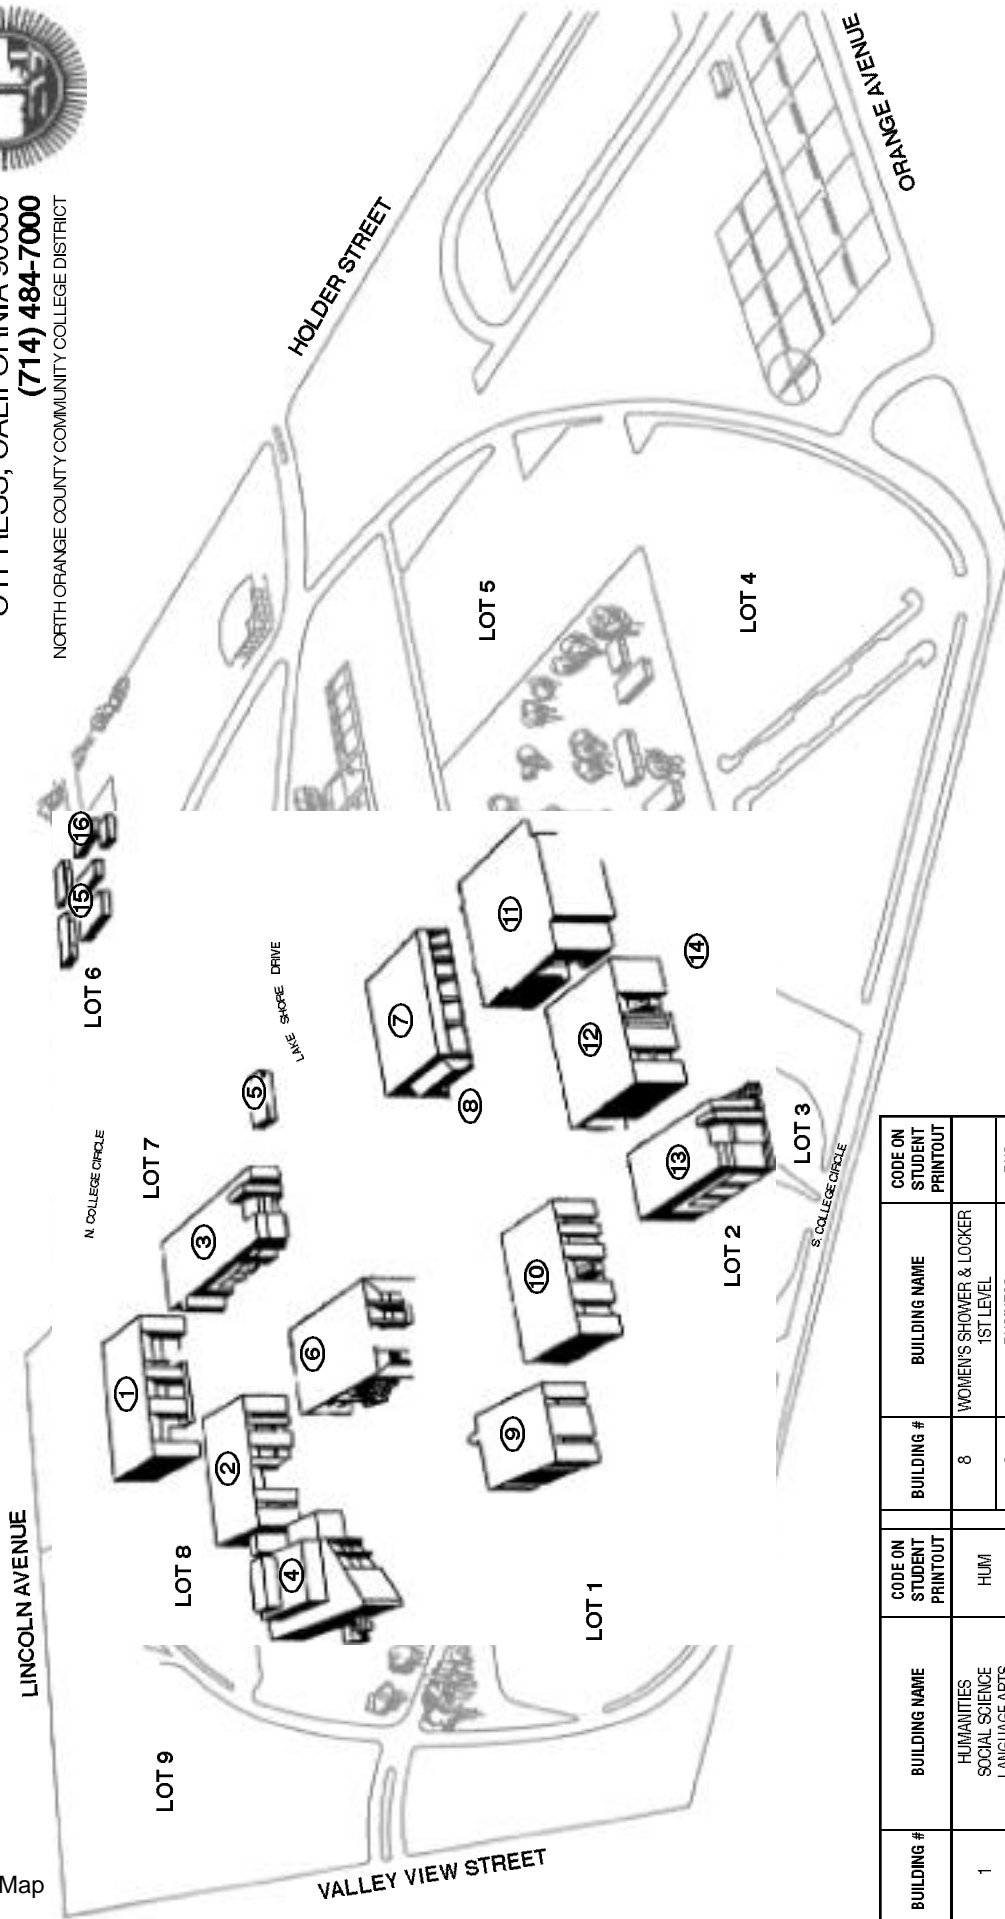 CYPRESS, CALIFORNIA 90630
(714) 484-7000
NORTH ORANGE COUNTY COMMUNITY COLLEGE DISTRICT
Map
LINCOLN AVENUE
HOLDER STREET
ORANGE AVENUE
VALLEY VIEW STREET
N. COLLEGE CIRCLE
LAKE SHORE DRIVE
S. COLLEGE CIRCLE
LOT 9
LOT 8
LOT 7
LOT 6
LOT 5
LOT 4
LOT 3
LOT 2
LOT 1
1
2
3
4
5
6
7
8
9
10
11
12
13
14
15
16
BUILDING # BUILDING NAME CODE ON STUDENT PRINTOUT BUILDING # BUILDING NAME CODE ON STUDENT PRINTOUT
1 HUMANITIES HUM 8 WOMEN'S SHOWER & LOCKER
SOCIAL SCIENCE 1ST LEVEL
LANGUAGE ARTS